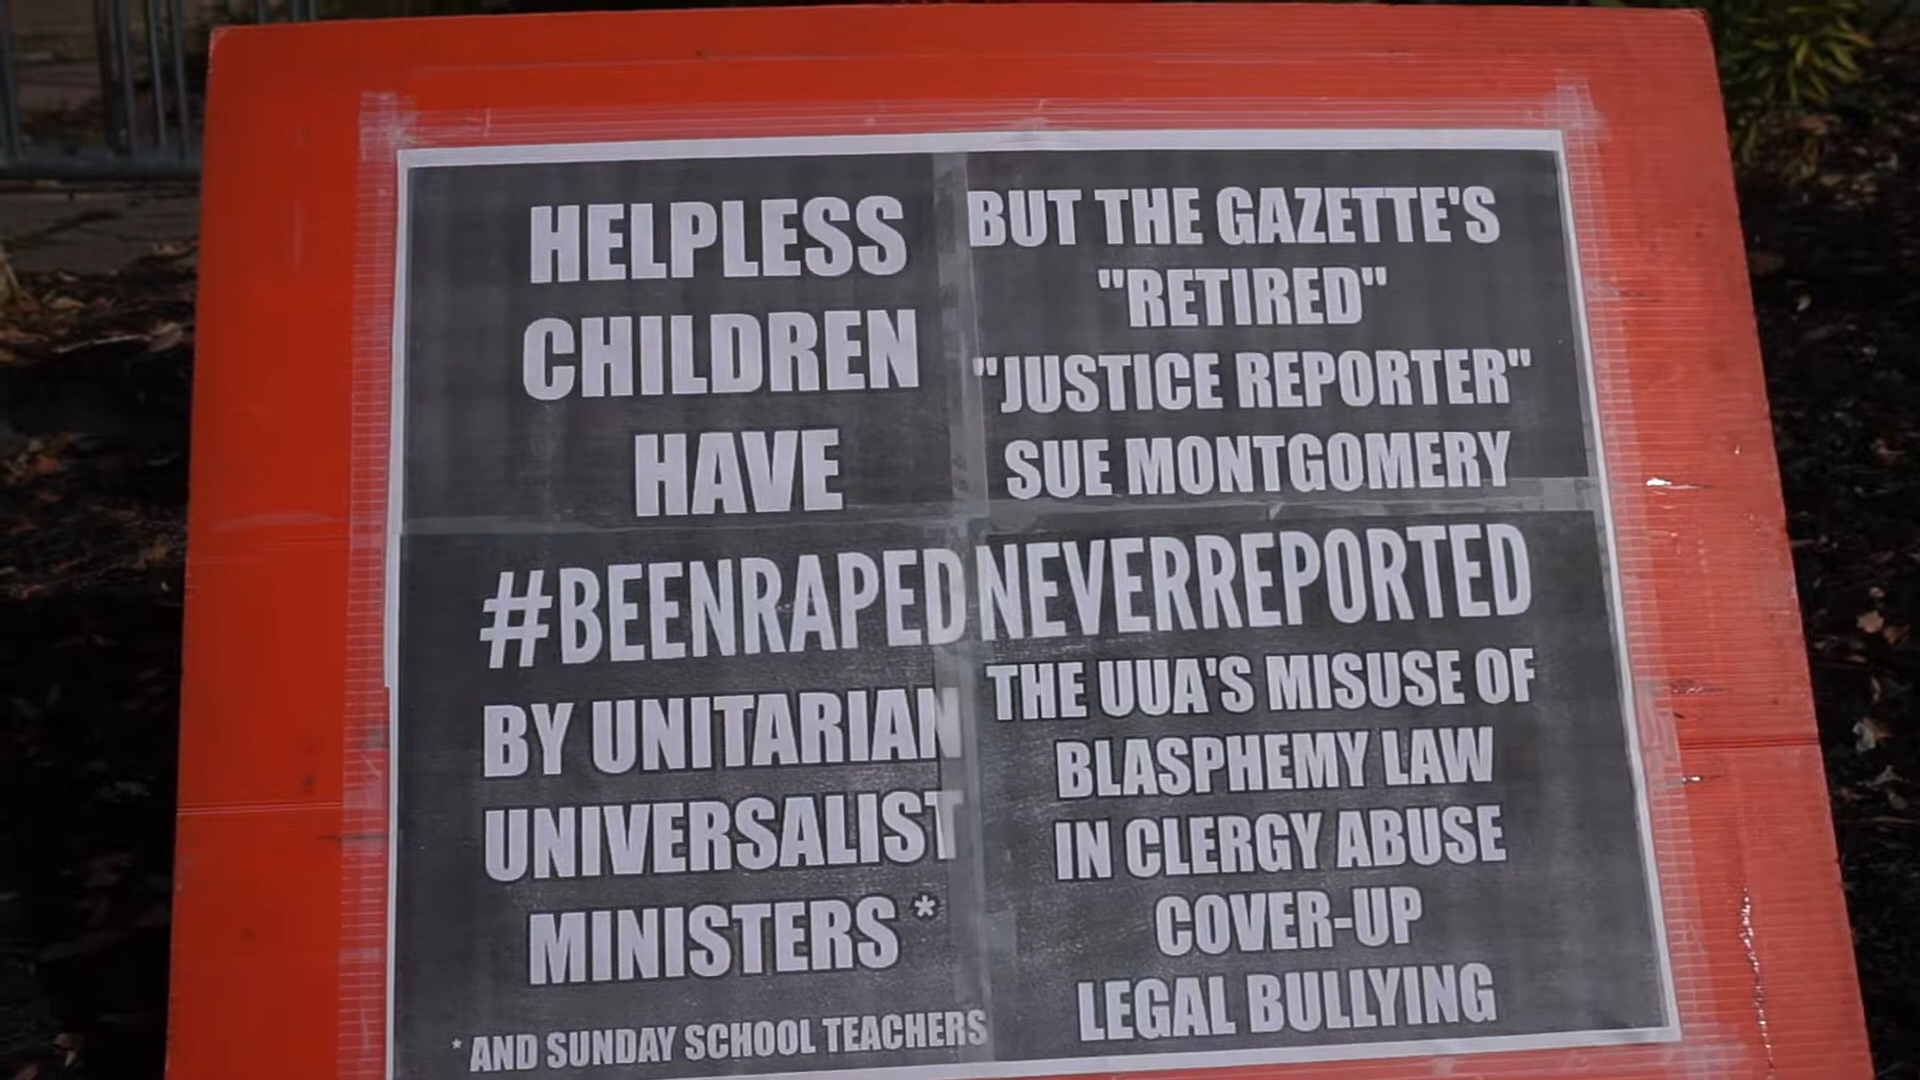 HELPLESS
CHILDREN
HAVE
#BEENRAPED
BY UNITARIAN
UNIVERSALIST
MINISTERS *
* AND SUNDAY SCHOOL TEACHERS
BUT THE GAZETTE'S
"RETIRED"
"JUSTICE REPORTER"
SUE MONTGOMERY
NEVERREPORTED
THE UUA'S MISUSE OF
BLASPHEMY LAW
IN CLERGY ABUSE
COVER-UP
LEGAL BULLYING